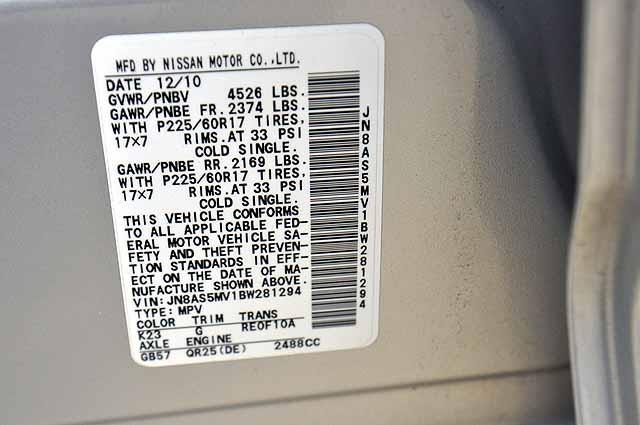 MFD BY NISSAN MOTOR CO.,LTD.
DATE 12/10
GVWR/PNBV 4526 LBS.
GAWR/PNBE FR. 2374 LBS.
WITH P225/60R17 TIRES,
17x7 RIMS.AT 33 PSI
COLD SINGLE.
GAWR/PNBE RR. 2169 LBS.
WITH P225/60R17 TIRES,
17x7 RIMS.AT 33 PSI
COLD SINGLE.
THIS VEHICLE CONFORMS
TO ALL APPLICABLE FED-
ERAL MOTOR VEHICLE SA-
FETY AND THEFT PREVEN-
TION STANDARDS IN EFF-
ECT ON THE DATE OF MA-
NUFACTURE SHOWN ABOVE.
VIN: JN8AS5MV1BW281294
TYPE: MPV
COLOR TRIM TRANS
K23 G RE0F10A
AXLE ENGINE
GB57 QR25(DE) 2488CC
JN8AS5MV1BW281294